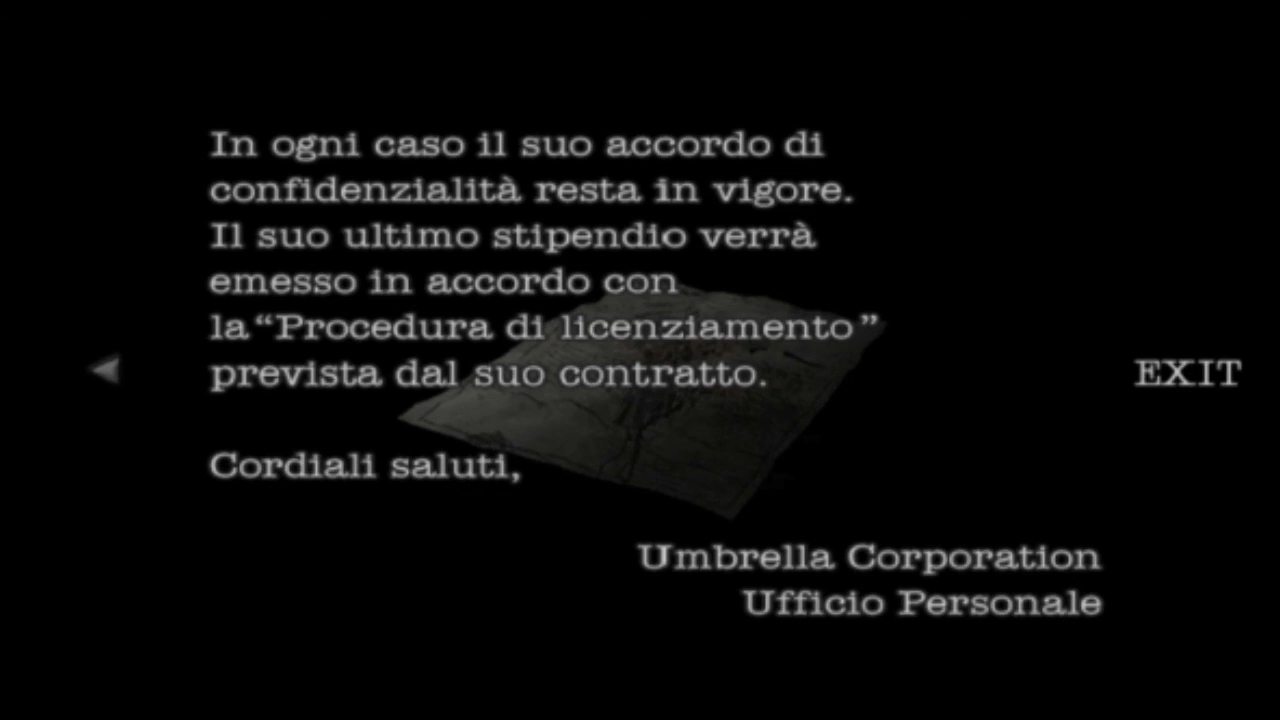 In ogni caso il suo accordo di
confidenzialità resta in vigore.
Il suo ultimo stipendio verrà
emesso in accordo con
la“Procedura di licenziamento”
prevista dal suo contratto.
EXIT
Cordiali saluti,
Umbrella Corporation
Ufficio Personale